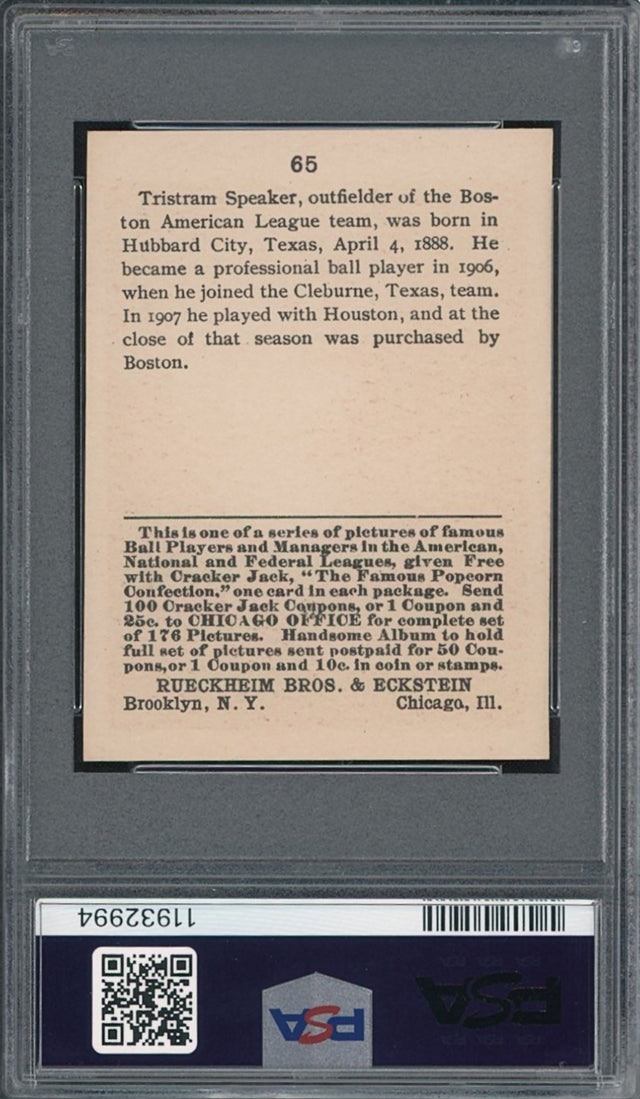 65
Tristram Speaker, outfielder of the Bos-
ton American League team, was born in
Hubbard City, Texas, April 4, 1888. He
became a professional ball player in 1906,
when he joined the Cleburne, Texas, team.
In 1907 he played with Houston, and at the
close of that season was purchased by
Boston.
This is one of a series of pictures of famous
Ball Players and Managers in the American,
National and Federal Leagues, given Free
with Cracker Jack, "The Famous Popcorn
Confection," one card in each package. Send
100 Cracker Jack Coupons, or 1 Coupon and
25c. to CHICAGO OFFICE for complete set
of 176 Pictures. Handsome Album to hold
full set of pictures sent postpaid for 50 Cou-
pons, or 1 Coupon and 10c. in coin or stamps.
RUECKHEIM BROS. & ECKSTEIN
Brooklyn, N. Y. Chicago, Ill.
11932994
PSA
PSA